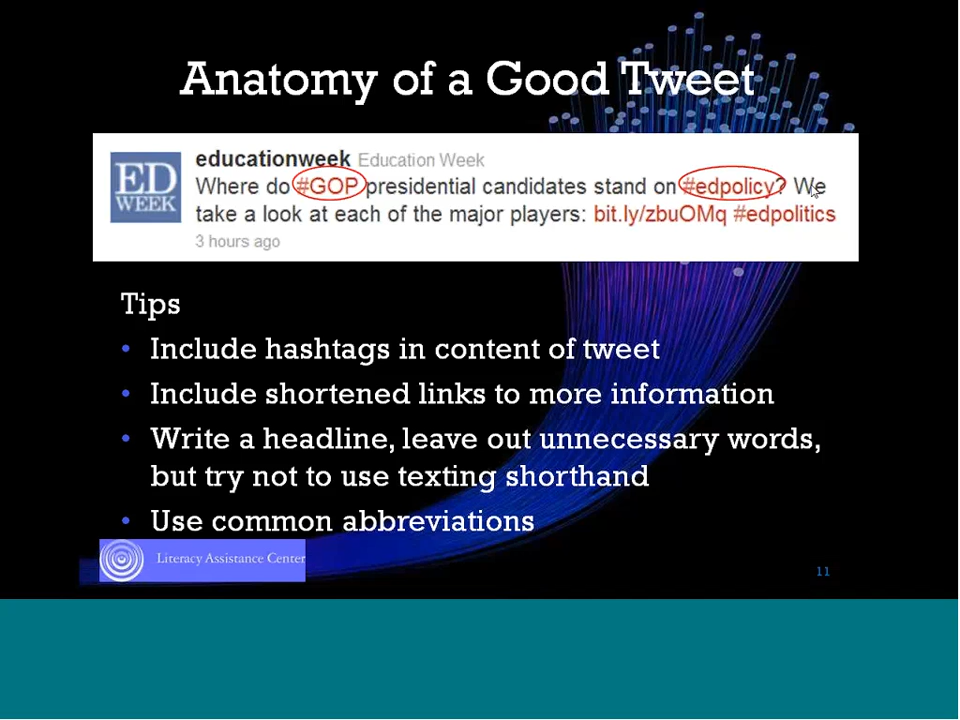 Anatomy of a Good Tweet
ED
WEEK
educationweek Education Week
Where do #GOP presidential candidates stand on #edpolicy? We
take a look at each of the major players: bit.ly/zbuOMq #edpolitics
3 hours ago
Tips
• Include hashtags in content of tweet
• Include shortened links to more information
• Write a headline, leave out unnecessary words,
but try not to use texting shorthand
• Use common abbreviations
Literacy Assistance Center
11